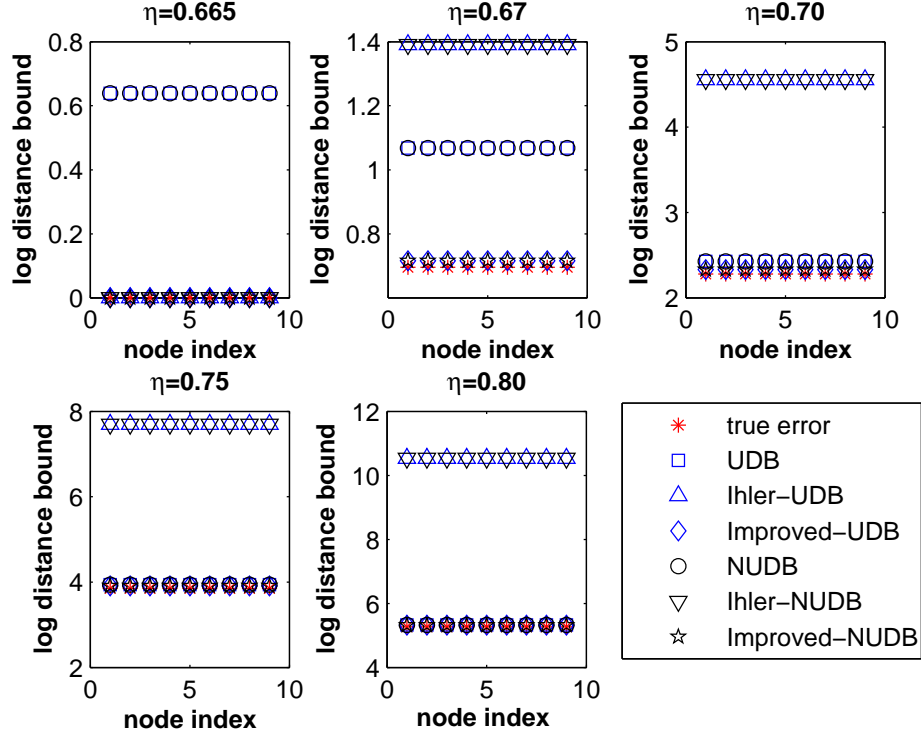 η=0.665
log distance bound
0.8
0.6
0.4
0.2
0
0 5 10
node index
η=0.67
log distance bound
1.4
1.2
1
0.8
0 5 10
node index
η=0.70
log distance bound
5
4
3
2
0 5 10
node index
η=0.75
log distance bound
8
6
4
2
0 5 10
node index
η=0.80
log distance bound
12
10
8
6
4
0 5 10
node index
true error
UDB
Ihler−UDB
Improved−UDB
NUDB
Ihler−NUDB
Improved−NUDB